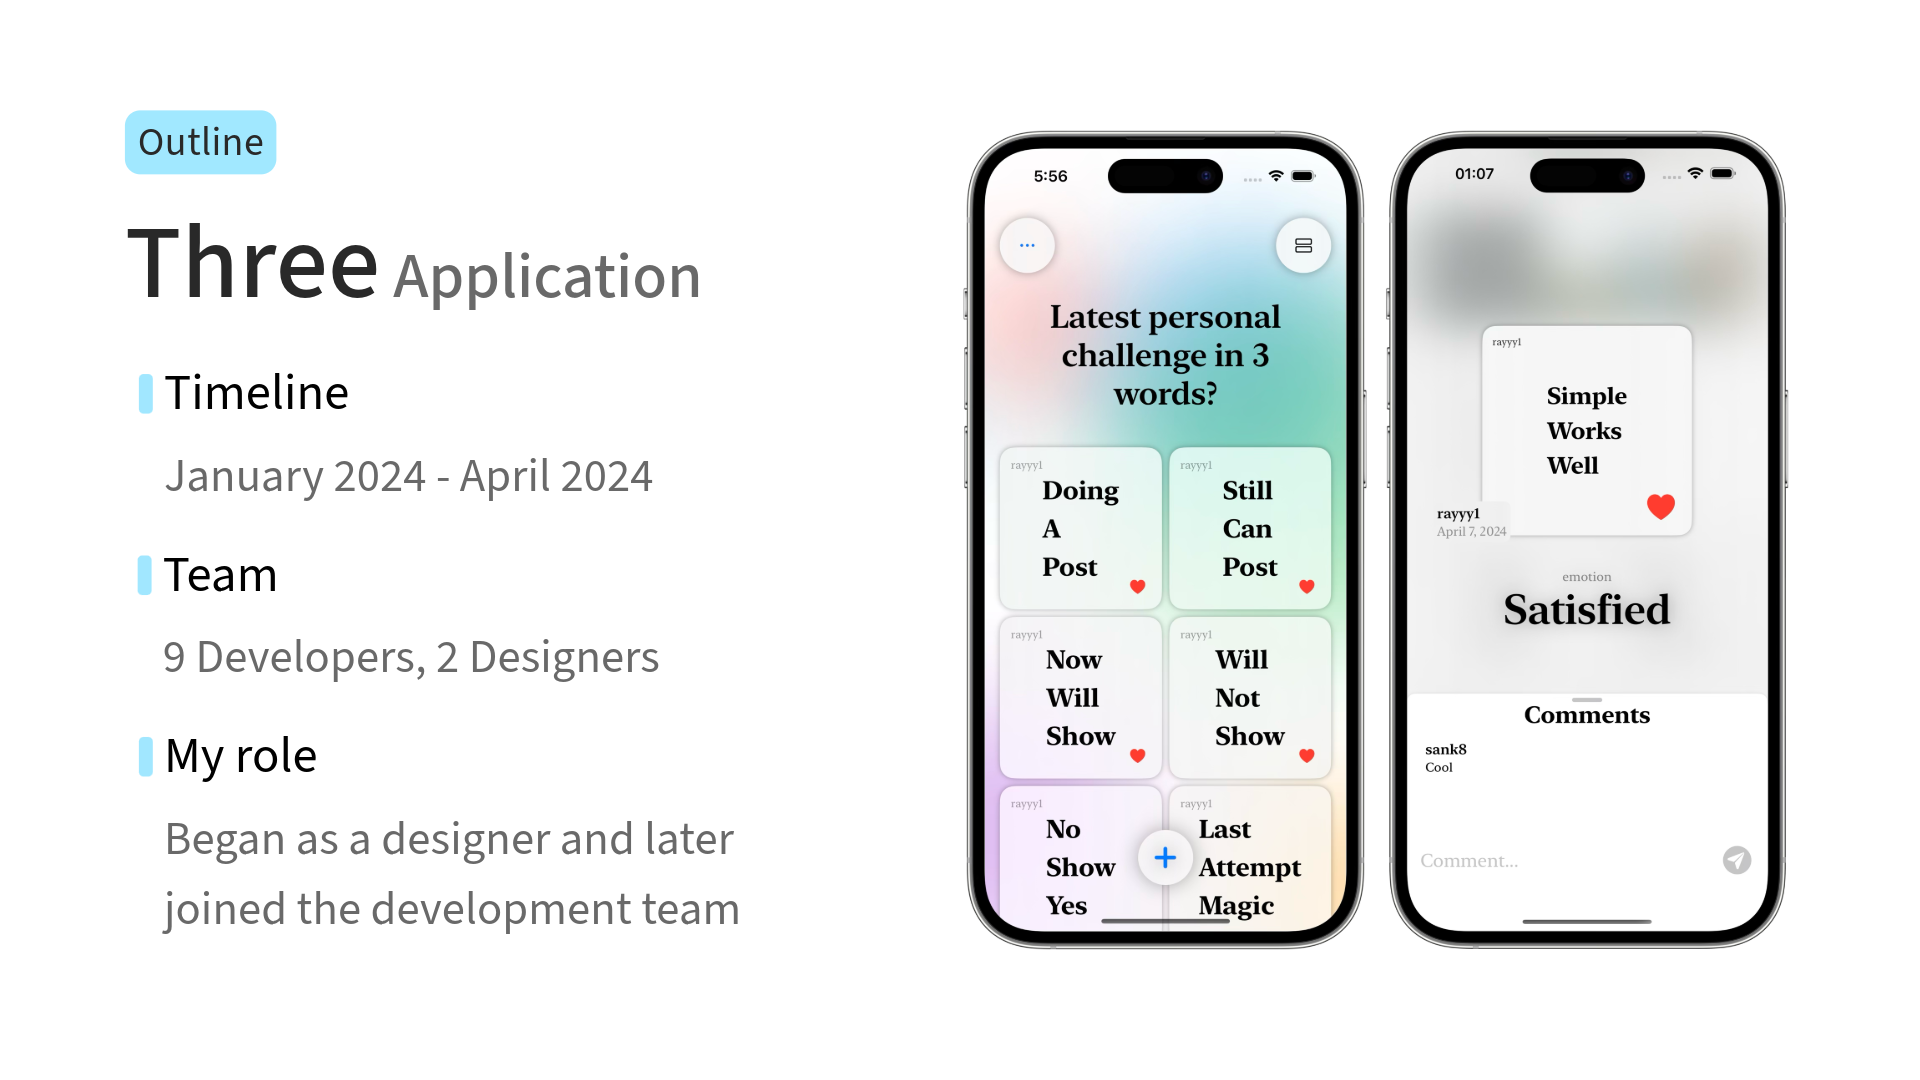 Outline
Three Application
Timeline
January 2024 - April 2024
Team
9 Developers, 2 Designers
My role
Began as a designer and later
joined the development team
5:56
Latest personal
challenge in 3
words?
rayyy1
Doing
A
Post
rayyy1
Still
Can
Post
rayyy1
Now
Will
Show
rayyy1
Will
Not
Show
rayyy1
No
Show
Yes
rayyy1
Last
Attempt
Magic
01:07
rayyy1
Simple
Works
Well
rayyy1
April 7, 2024
emotion
Satisfied
Comments
sank8
Cool
Comment...